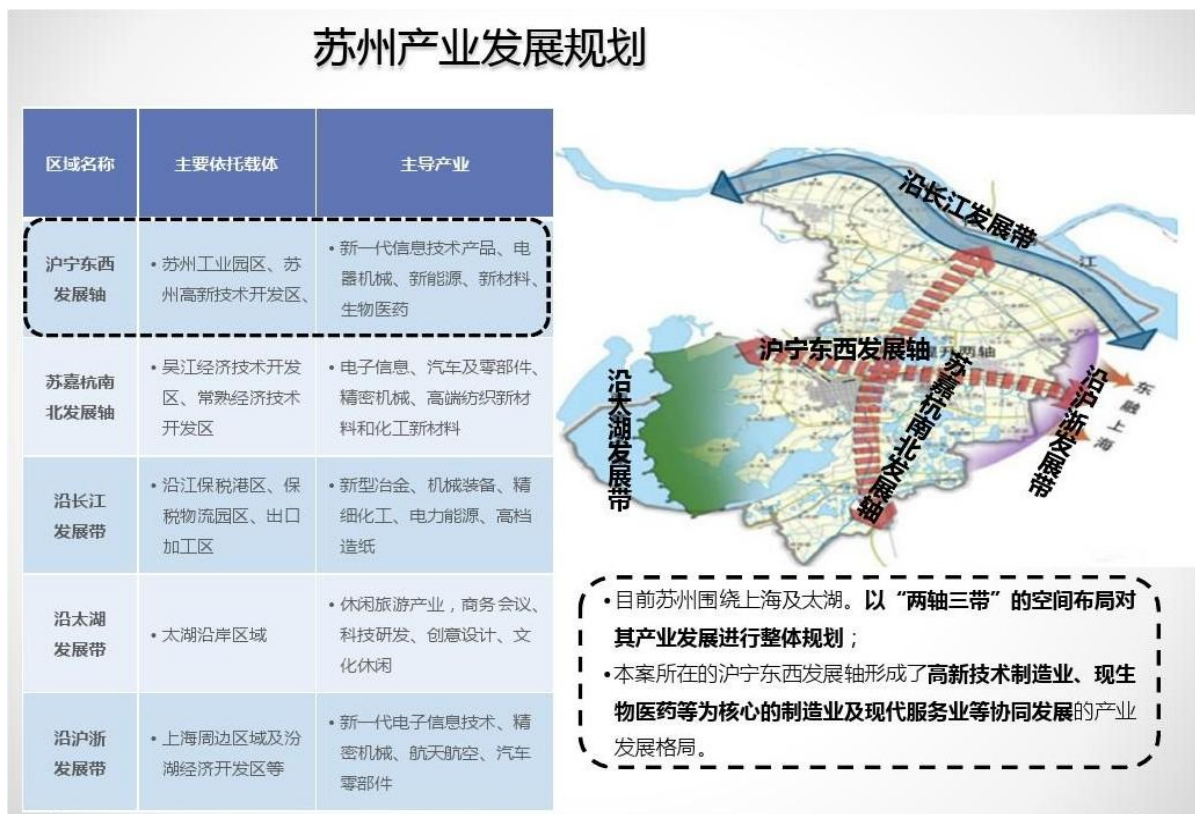 苏州产业发展规划
区域名称
主要依托载体
主导产业
沪宁东西
发展轴
• 苏州工业园区、苏
州高新技术开发区、
• 新一代信息技术产品、电
器机械、新能源、新材料、
生物医药
苏嘉杭南
北发展轴
• 吴江经济技术开发
区、常熟经济技术
开发区
• 电子信息、汽车及零部件、
精密机械、高端纺织新材
料和化工新材料
沿长江
发展带
• 沿江保税港区、保
税物流园区、出口
加工区
• 新型冶金、机械装备、精
细化工、电力能源、高档
造纸
沿太湖
发展带
• 太湖沿岸区域
• 休闲旅游产业，商务会议、
科技研发、创意设计、文
化休闲
沿沪浙
发展带
• 上海周边区域及汾
湖经济开发区等
• 新一代电子信息技术、精
密机械、航天航空、汽车
零部件
沿长江发展带
江
沪宁东西发展轴
升两轴
苏嘉杭南北发展轴
沿太湖发展带
沿沪浙发展带
东融上海
• 目前苏州围绕上海及太湖。以“两轴三带”的空间布局对
其产业发展进行整体规划；
• 本案所在的沪宁东西发展轴形成了高新技术制造业、现生
物医药等为核心的制造业及现代服务业等协同发展的产业
发展格局。